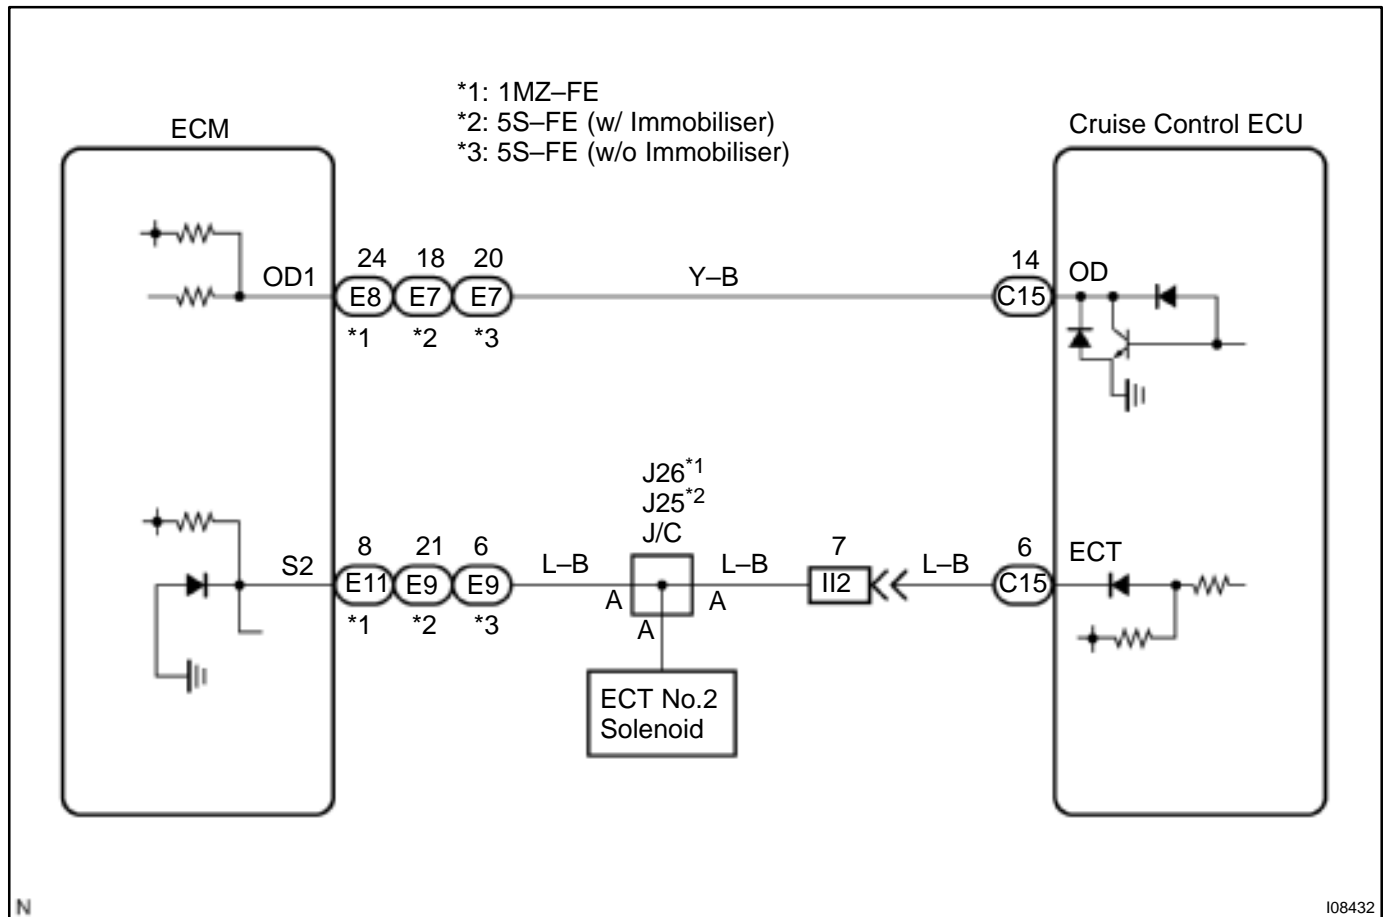 *1: 1MZ–FE
*2: 5S–FE (w/ Immobiliser)
*3: 5S–FE (w/o Immobiliser)
ECM
Cruise Control ECU
OD1
24 18 20
E8 E7 E7
*1 *2 *3
Y–B
14
C15
OD
J26*1
J25*2
J/C
S2
8 21 6
E11 E9 E9
*1 *2 *3
L–B
A
A
A
L–B
7
II2
L–B
6
C15
ECT
ECT No.2
Solenoid
N
I08432